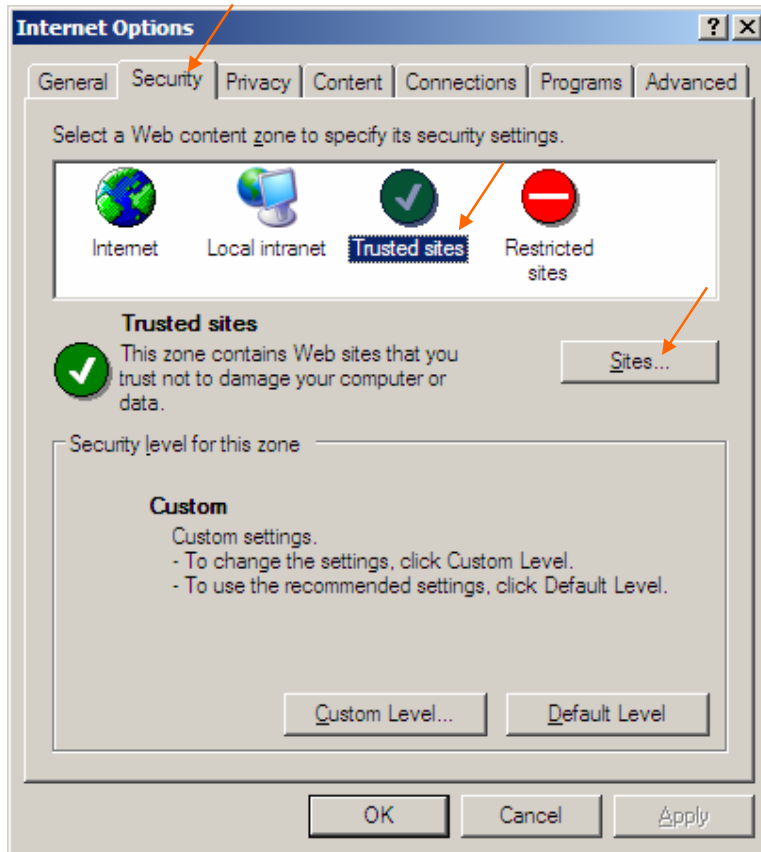 Internet Options
General Security Privacy Content Connections Programs Advanced
Select a Web content zone to specify its security settings.
Internet Local intranet Trusted sites Restricted
sites
Trusted sites
This zone contains Web sites that you
trust not to damage your computer or
data.
Sites...
Security level for this zone
Custom
Custom settings.
- To change the settings, click Custom Level.
- To use the recommended settings, click Default Level.
Custom Level... Default Level
OK Cancel Apply